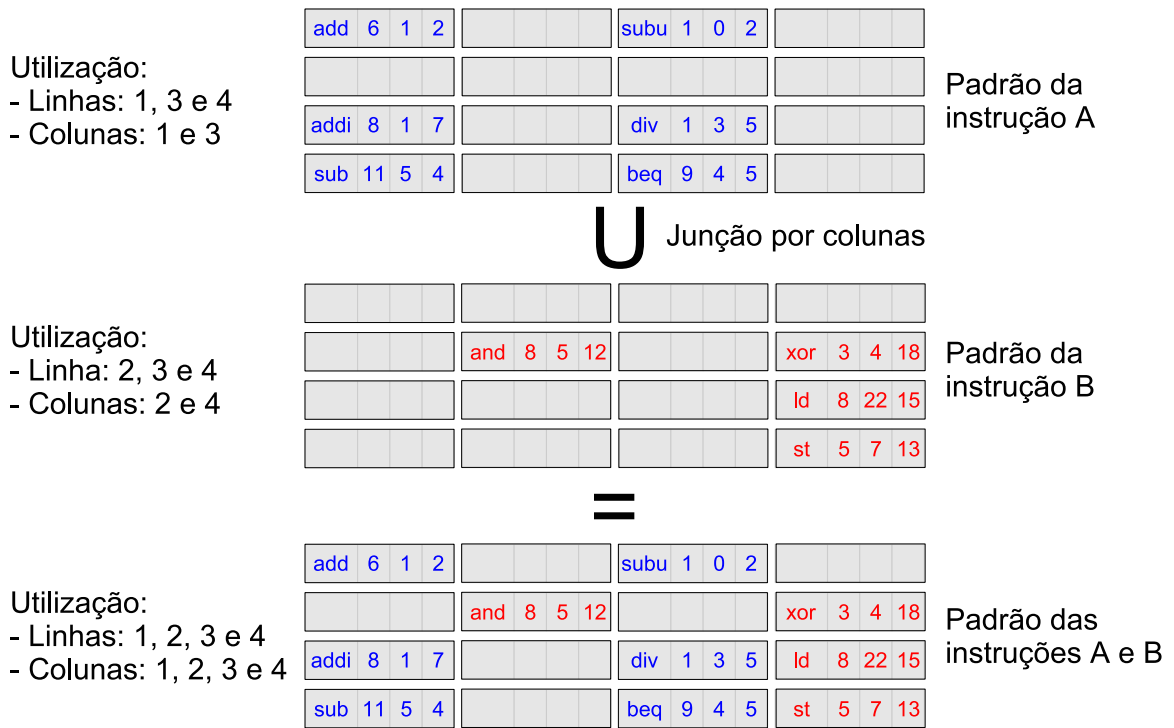 add 6 1 2 subu 1 0 2
Utilização:
- Linhas: 1, 3 e 4
- Colunas: 1 e 3
addi 8 1 7 div 1 3 5
sub 11 5 4 beq 9 4 5
Padrão da
instrução A
U Junção por colunas
Utilização:
- Linha: 2, 3 e 4
- Colunas: 2 e 4
and 8 5 12 xor 3 4 18
ld 8 22 15
st 5 7 13
Padrão da
instrução B
=
add 6 1 2 subu 1 0 2
Utilização:
- Linhas: 1, 2, 3 e 4
- Colunas: 1, 2, 3 e 4
and 8 5 12 xor 3 4 18
addi 8 1 7 div 1 3 5 ld 8 22 15
sub 11 5 4 beq 9 4 5 st 5 7 13
Padrão das
instruções A e B